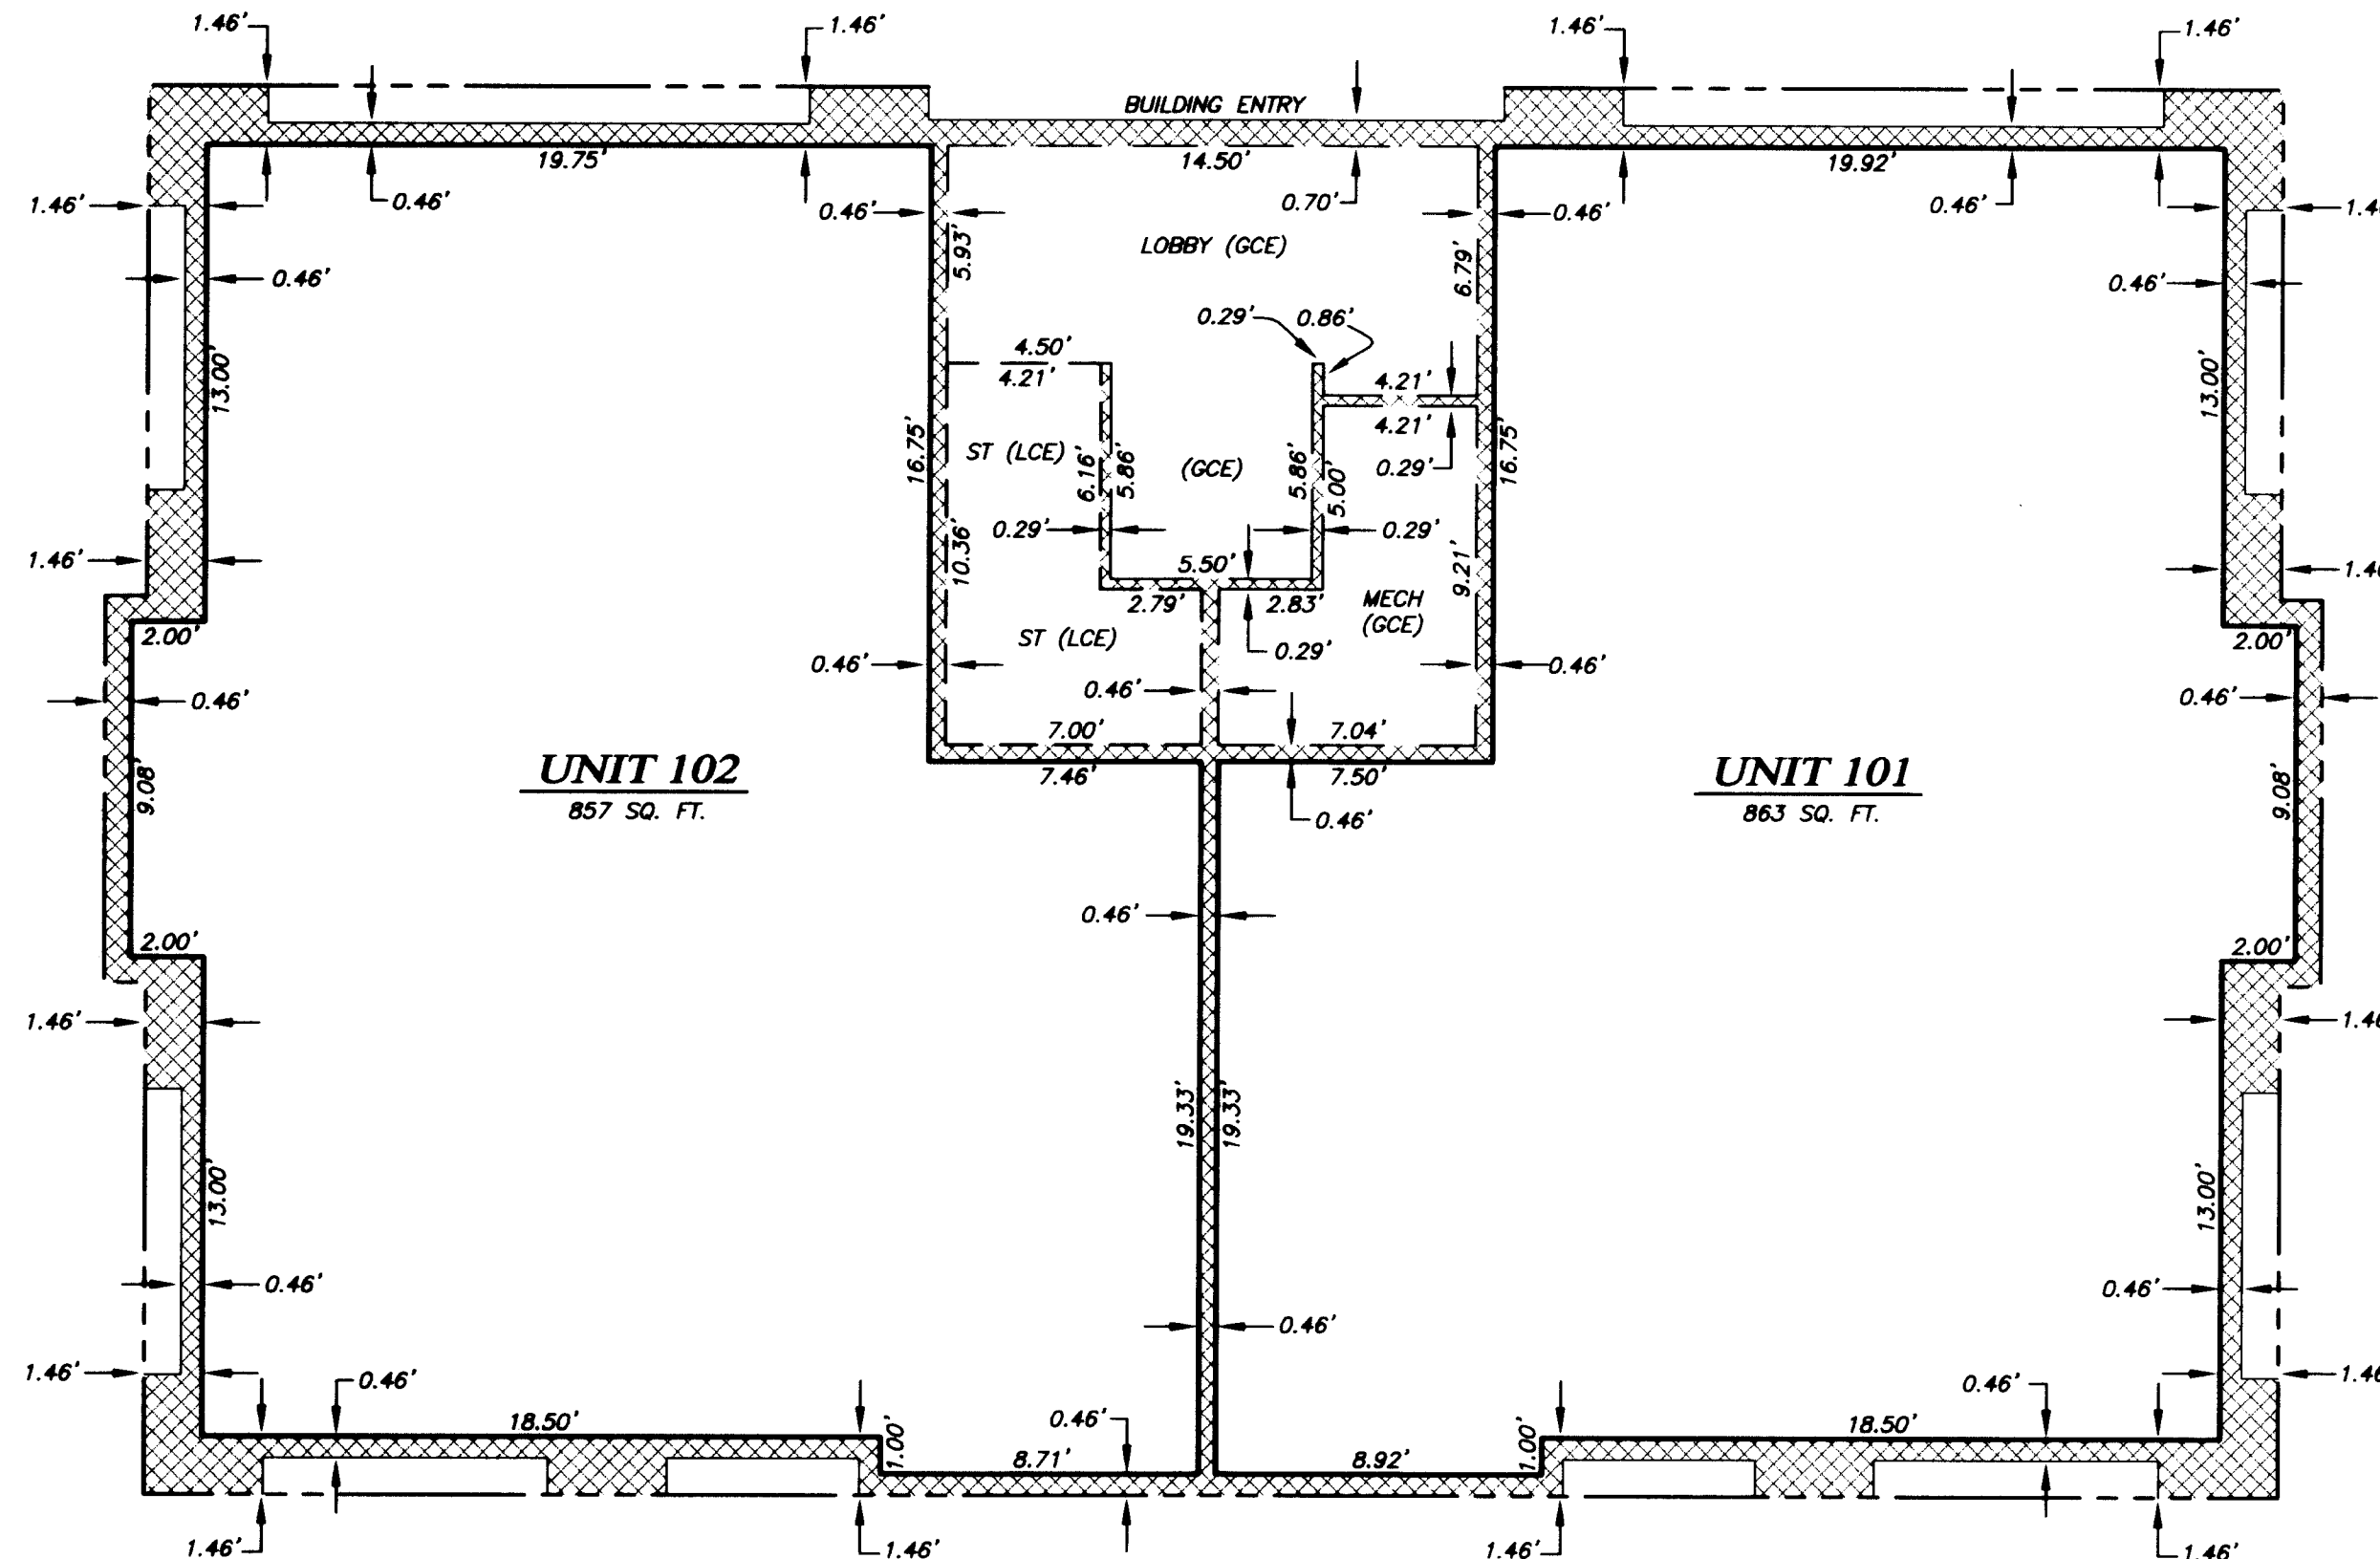 1.46' 1.46' 1.46' 1.46'
BUILDING ENTRY
19.75' 14.50' 19.92'
1.46' 0.46' 0.46' 0.70' 0.46' 0.46' 1.4
LOBBY (GCE)
5.93' 6.79'
0.46' 0.46'
0.29' 0.86'
13.00' 4.50' 4.21' 13.00'
4.21' 4.21'
16.75' ST (LCE) 6.16' 5.86' (GCE) 5.86' 5.00' 0.29' 16.75'
1.46' 10.36' 0.29' 0.29' 9.21' 1.4
5.50'
2.79' 2.83' MECH
(GCE)
2.00' ST (LCE) 0.29' 2.00'
0.46' 0.46' 0.46' 0.46' 0.46'
7.00' 7.04'
9.08' UNIT 102 7.46' 7.50' UNIT 101 9.08'
857 SQ. FT. 0.46' 863 SQ. FT.
2.00' 0.46' 2.00'
1.46' 1.46
13.00' 19.33' 19.33' 13.00'
0.46' 0.46' 0.46'
1.46' 0.46' 0.46' 1.46
18.50' 1.00' 0.46' 1.00' 18.50'
8.71' 8.92'
1.46' 1.46' 1.46' 1.46'